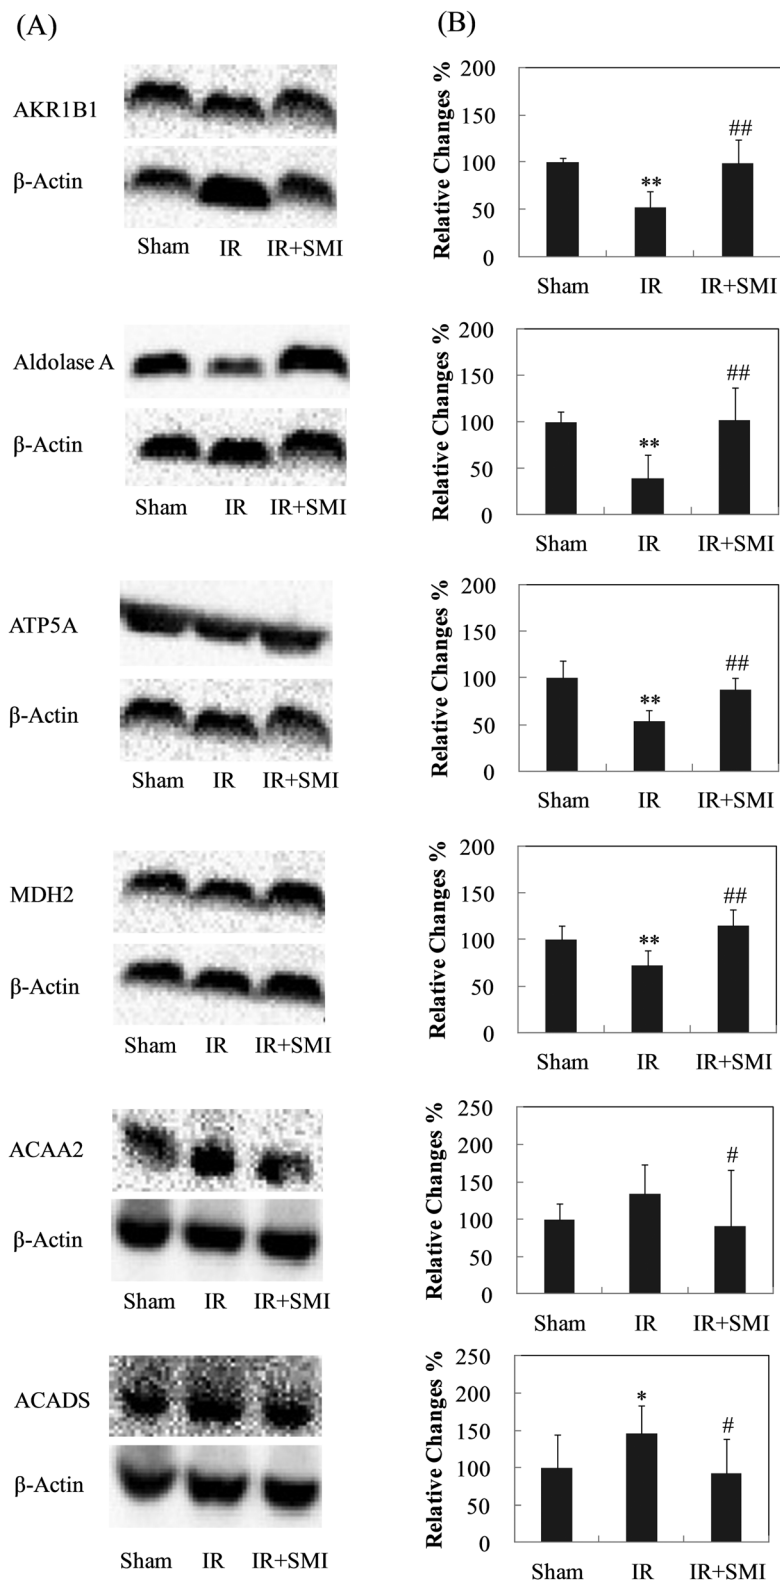 (A)
AKR1B1
β-Actin
Sham IR IR+SMI
Aldolase A
β-Actin
Sham IR IR+SMI
ATP5A
β-Actin
Sham IR IR+SMI
MDH2
β-Actin
Sham IR IR+SMI
ACAA2
β-Actin
Sham IR IR+SMI
ACADS
β-Actin
Sham IR IR+SMI
(B)
Relative Changes %
200
150
100
50
0
**
##
Sham IR IR+SMI
Relative Changes %
200
150
100
50
0
**
##
Sham IR IR+SMI
Relative Changes %
200
150
100
50
0
**
##
Sham IR IR+SMI
Relative Changes %
200
150
100
50
0
**
##
Sham IR IR+SMI
Relative Changes %
250
200
150
100
50
0
#
Sham IR IR+SMI
Relative Changes %
250
200
150
100
50
0
*
#
Sham IR IR+SMI